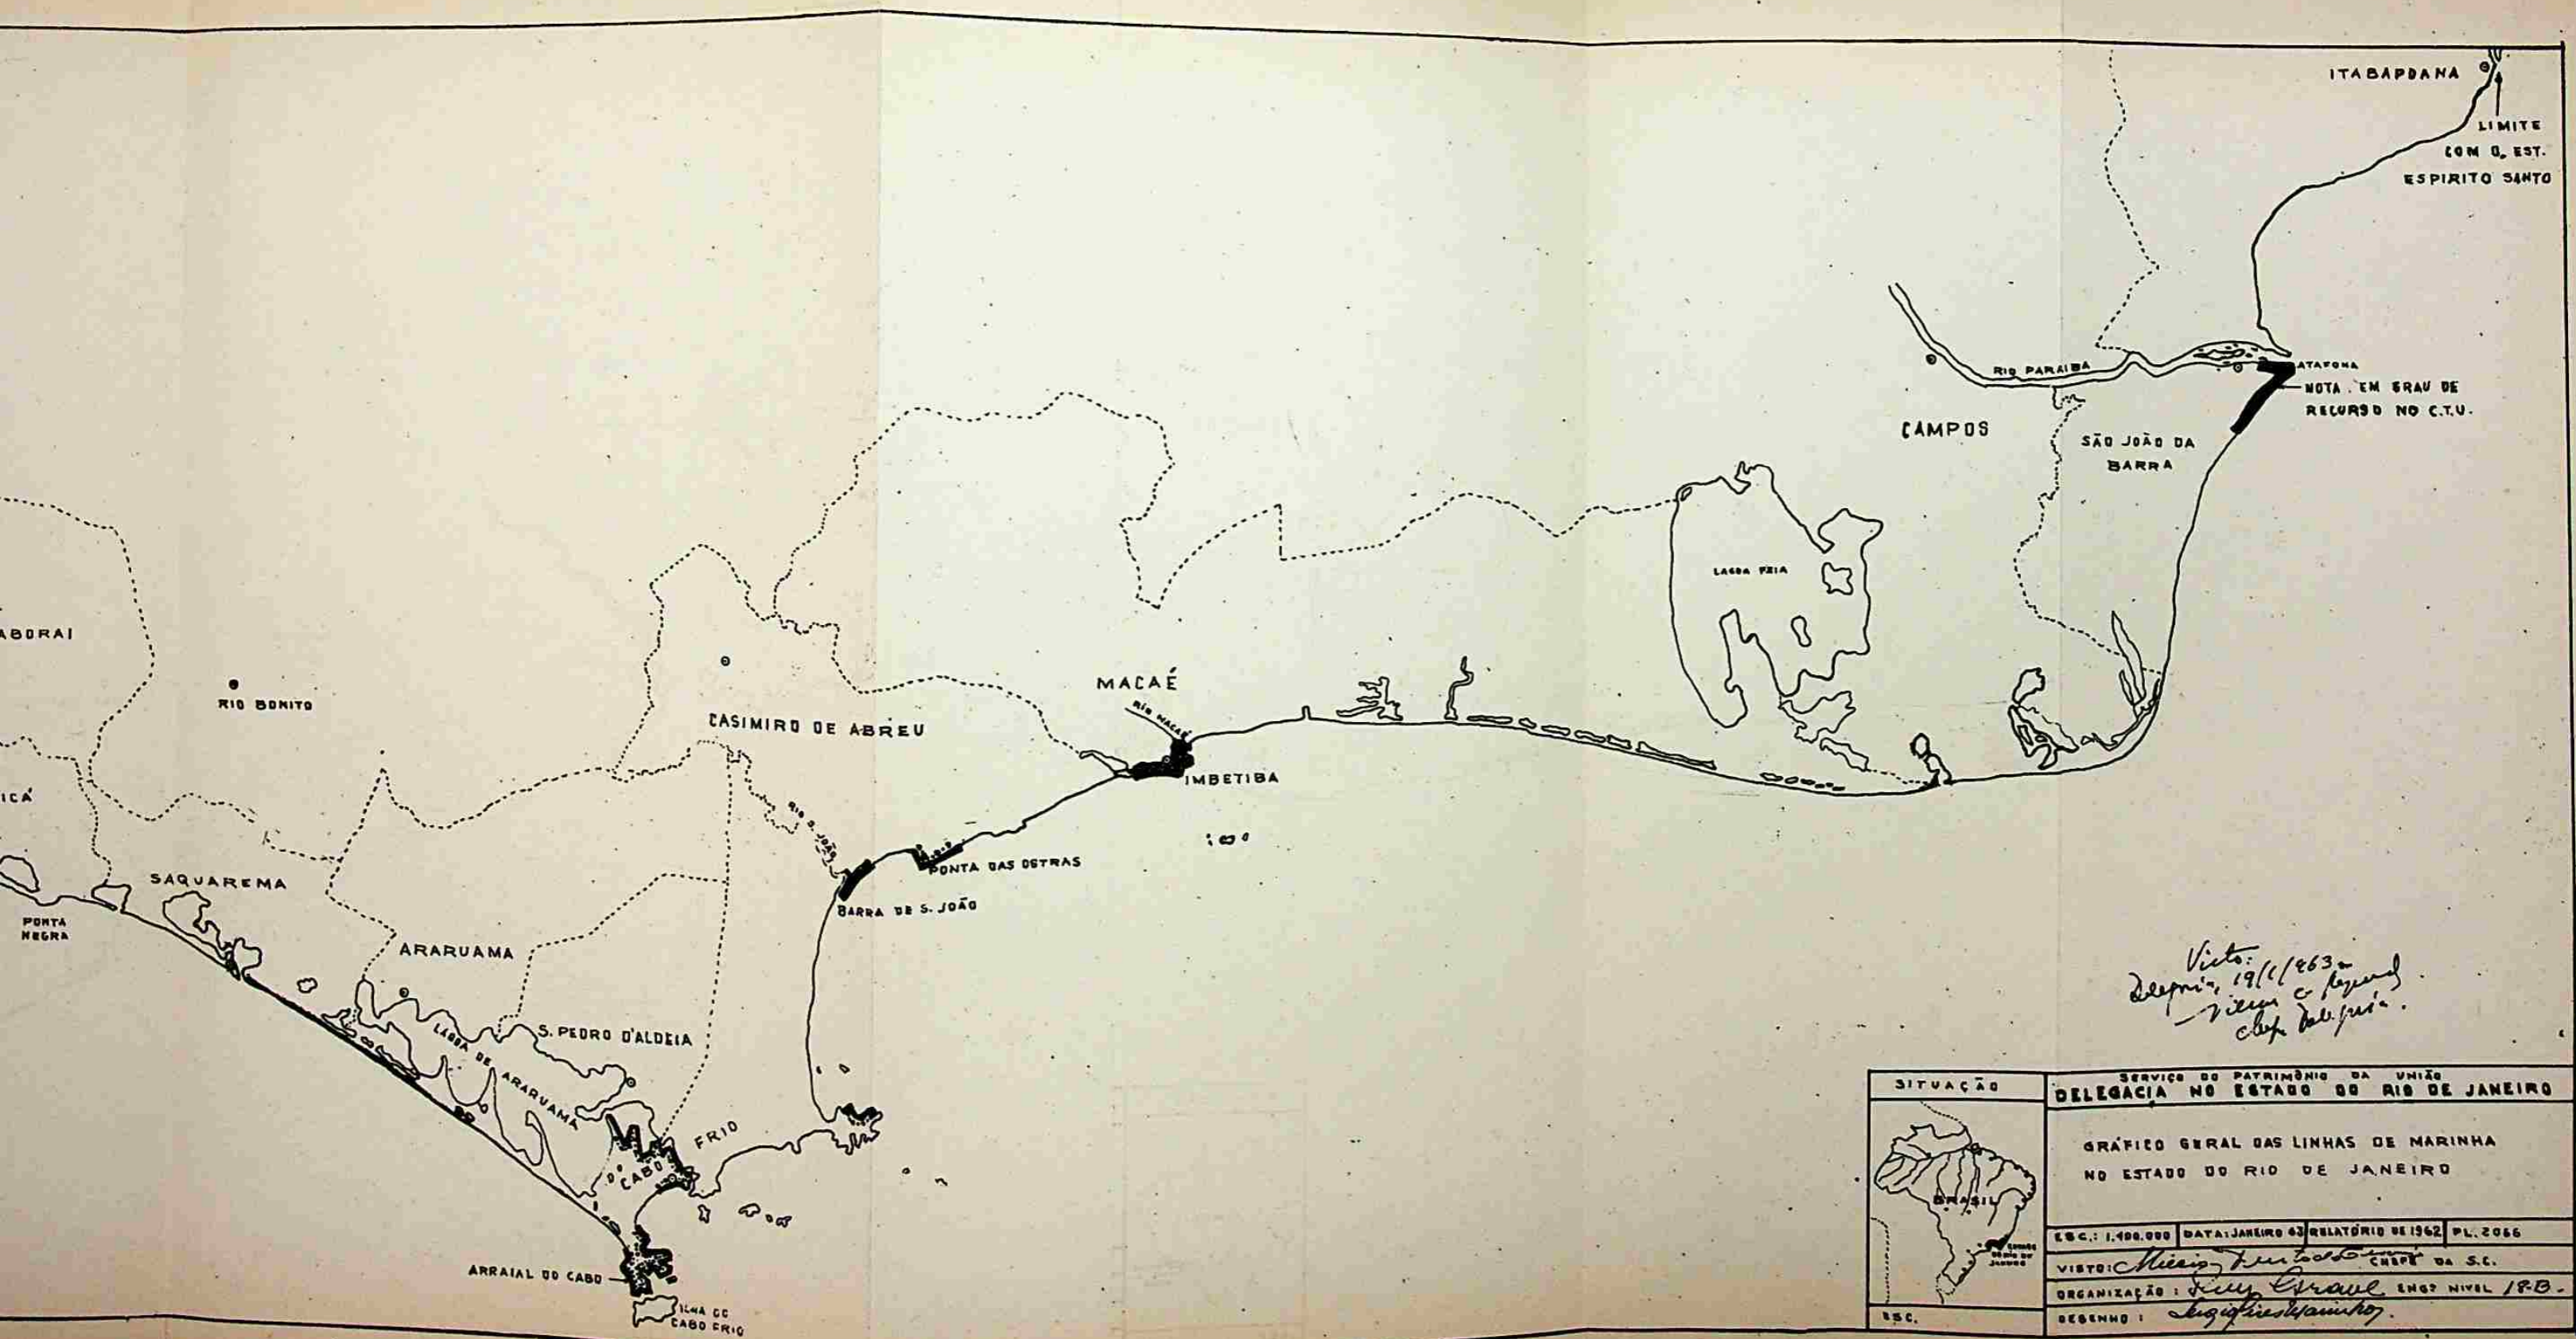 ITABAPOANA
LIMITE
COM O. EST.
ESPIRITO SANTO
RIO PARAIBA
ATAFONA
NOTA. EM GRAU DE
RECURSO NO C.T.U.
CAMPOS
SÃO JOÃO DA
BARRA
LAGOA FEIA
ABORAI
RIO BONITO
MACAÉ
RIO MACAÉ
CASIMIRO DE ABREU
IMBETIBA
ICÁ
RIO S. JOÃO
PONTA DAS OSTRAS
SAQUAREMA
BARRA DE S. JOÃO
PONTA
NEGRA
ARARUAMA
LAGOA DE ARARUAMA
S. PEDRO D'ALDEIA
CABO FRIO
ARRAIAL DO CABO
ILHA DE
CABO FRIO
Visto:
19/1/963
SITUAÇÃO
BRASIL
ESC.
SERVIÇO DO PATRIMÔNIO DA UNIÃO
DELEGACIA NO ESTADO DO RIO DE JANEIRO
GRÁFICO GERAL DAS LINHAS DE MARINHA
NO ESTADO DO RIO DE JANEIRO
ESC.: 1.400.000 DATA: JANEIRO 63 RELATÓRIO DE 1962 PL. 2066
VISTO: CHEFE DA S.C.
ORGANIZAÇÃO: ENGº NIVEL 18-B.
DESENHO: